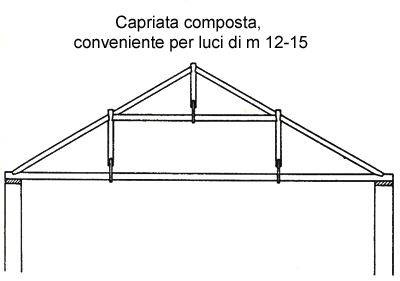 Capriata composta,
conveniente per luci di m 12-15